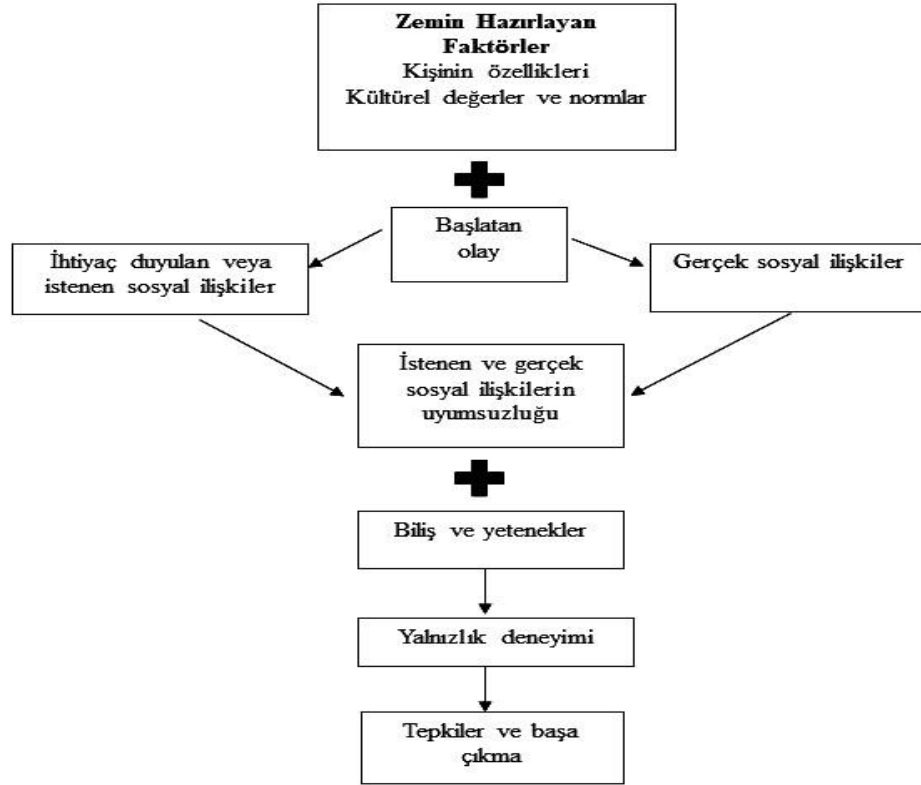 Zemin Hazırlayan
Faktörler
Kişinin özellikleri
Kültürel değerler ve normlar
Başlatan
olay
İhtiyaç duyulan veya
istenen sosyal ilişkiler
Gerçek sosyal ilişkiler
İstenen ve gerçek
sosyal ilişkilerin
uyumsuzluğu
Biliş ve yetenekler
Yalnızlık deneyimi
Tepkiler ve başa
çıkma